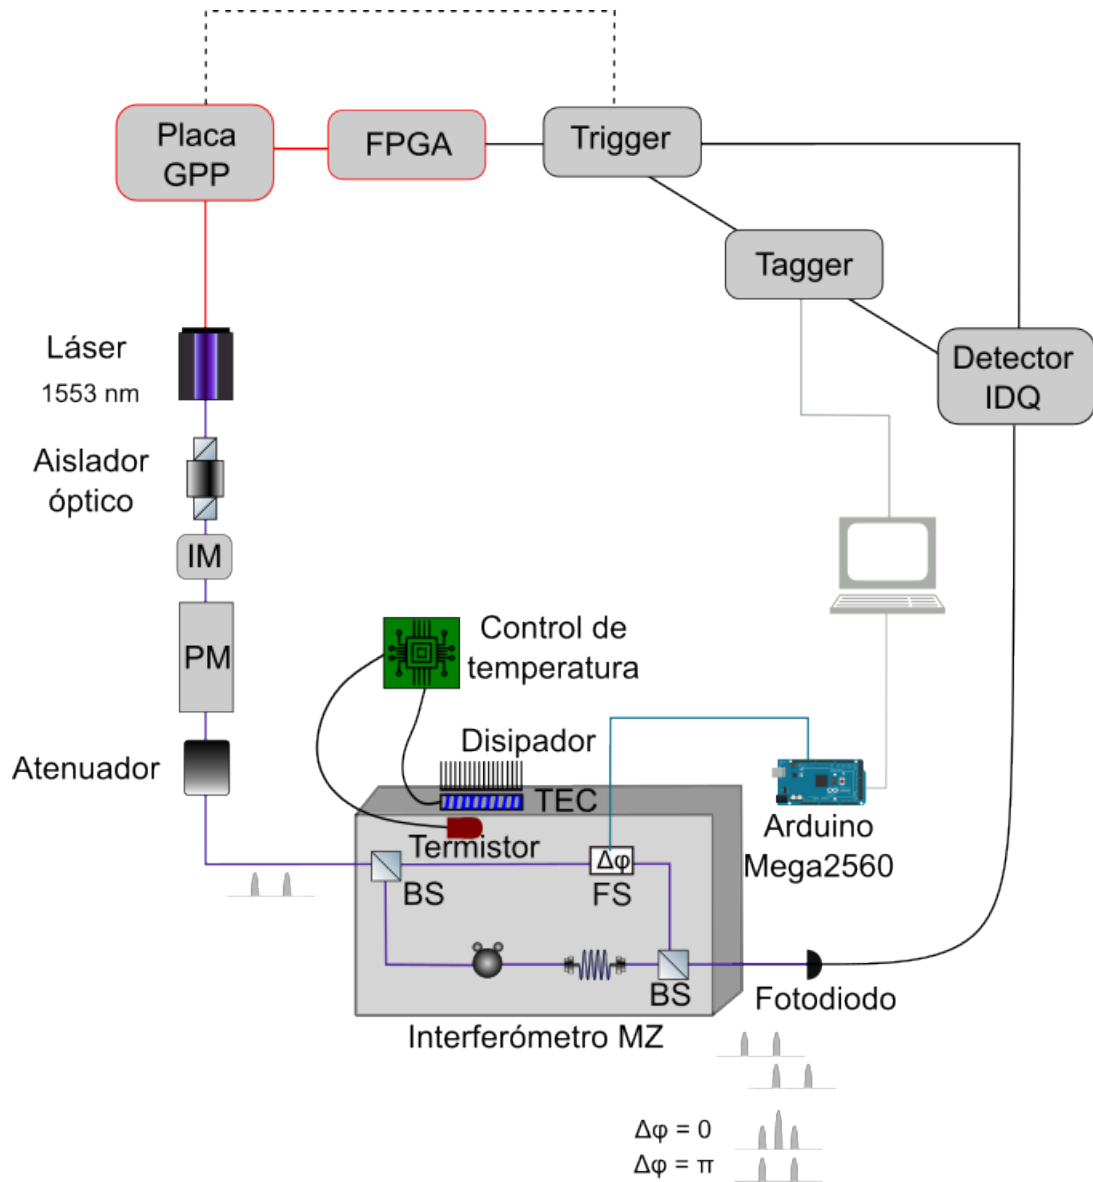 Placa
GPP
FPGA
Trigger
Tagger
Detector
IDQ
Láser
1553 nm
Aislador
óptico
IM
PM
Atenuador
Control de
temperatura
Disipador
TEC
Termistor
BS
Δφ
FS
BS
Arduino
Mega2560
Fotodiodo
Interferómetro MZ
Δφ = 0
Δφ = π